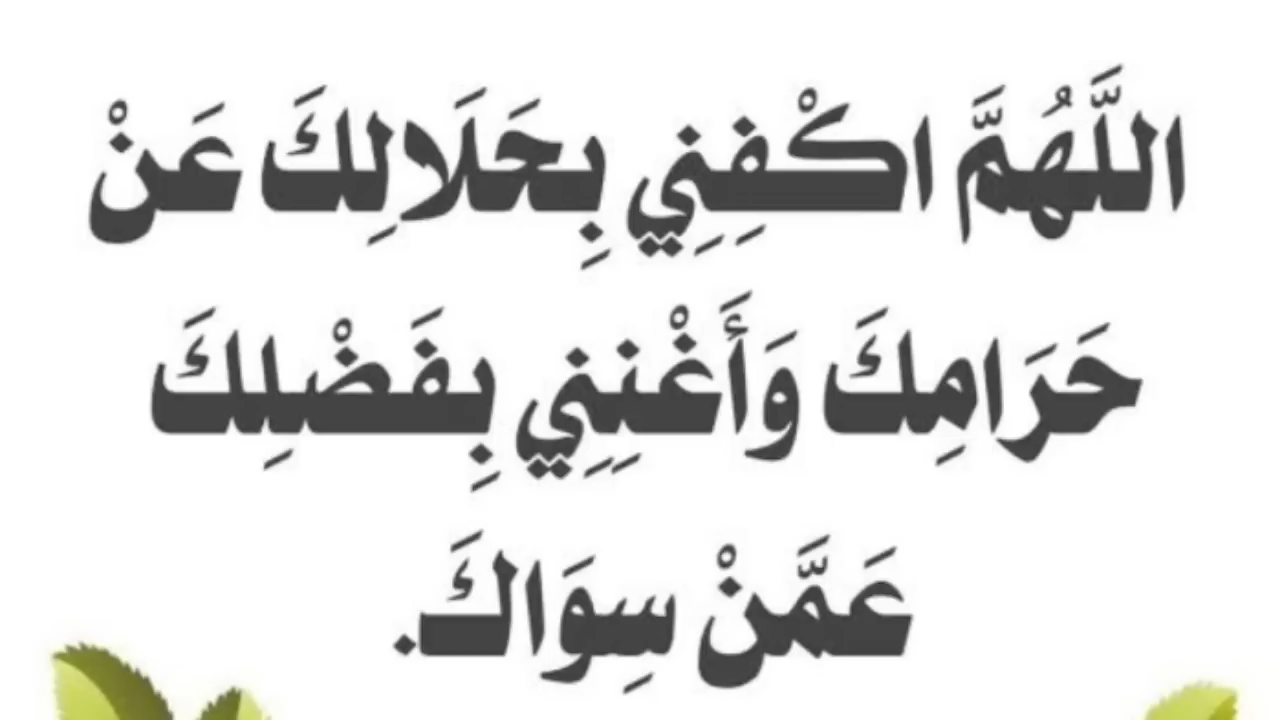 اللَّهُمَّ اكْفِنِي بِحَلَالِكَ عَنْ
حَرَامِكَ وَأَغْنِنِي بِفَضْلِكَ
عَمَّنْ سِوَاكَ.